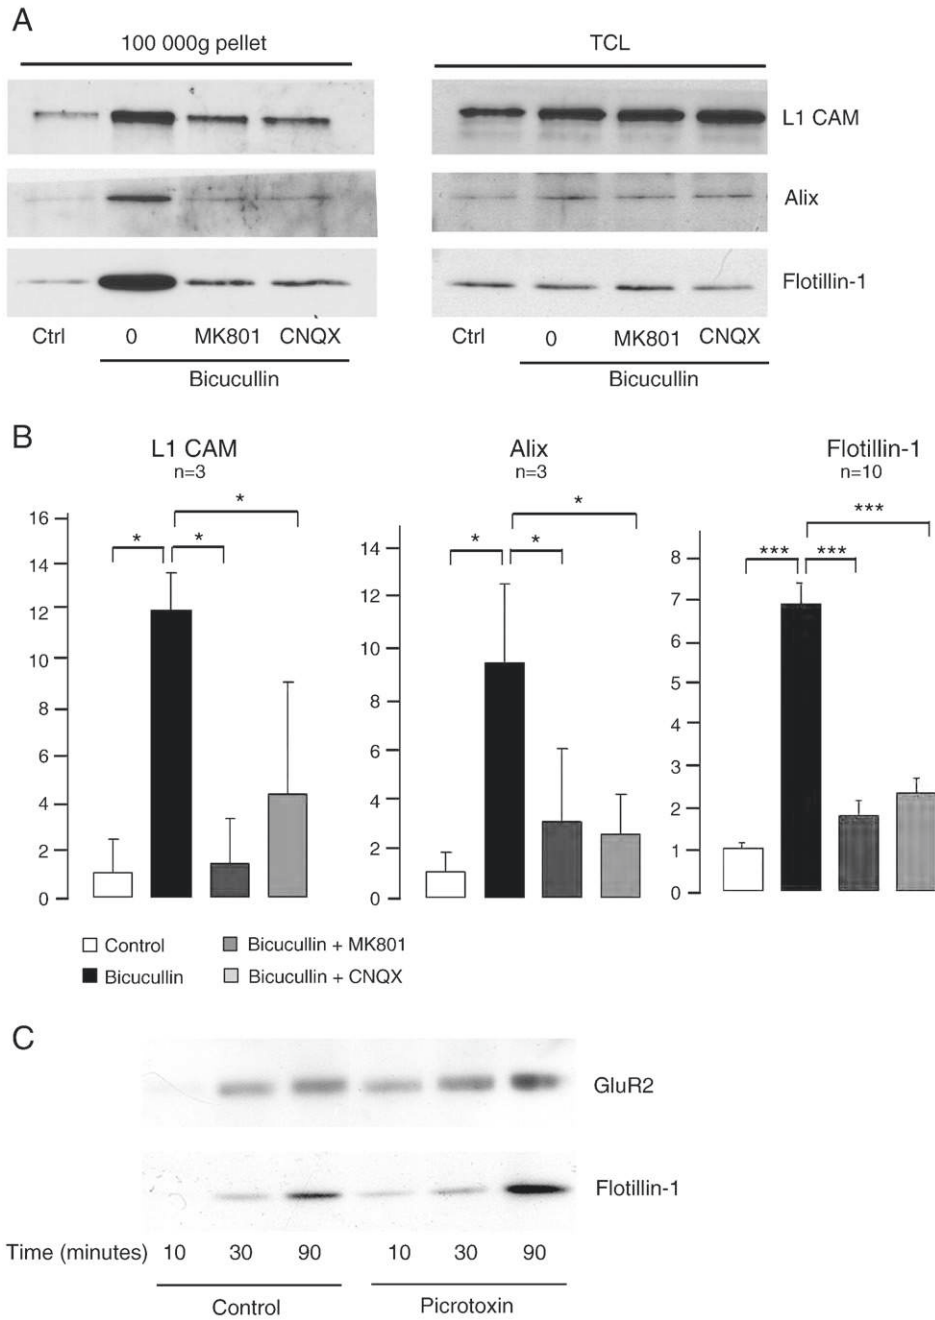 A
100 000g pellet
TCL
L1 CAM
Alix
Flotillin-1
Ctrl 0 MK801 CNQX
Ctrl 0 MK801 CNQX
Bicucullin
Bicucullin
B
L1 CAM
n=3
Alix
n=3
Flotillin-1
n=10
* * *
16
14
12
10
8
6
4
2
0
* * *
14
12
10
8
6
4
2
0
*** *** ***
8
7
6
5
4
3
2
1
0
Control
Bicucullin
Bicucullin + MK801
Bicucullin + CNQX
C
GluR2
Flotillin-1
Time (minutes) 10 30 90 10 30 90
Control
Picrotoxin